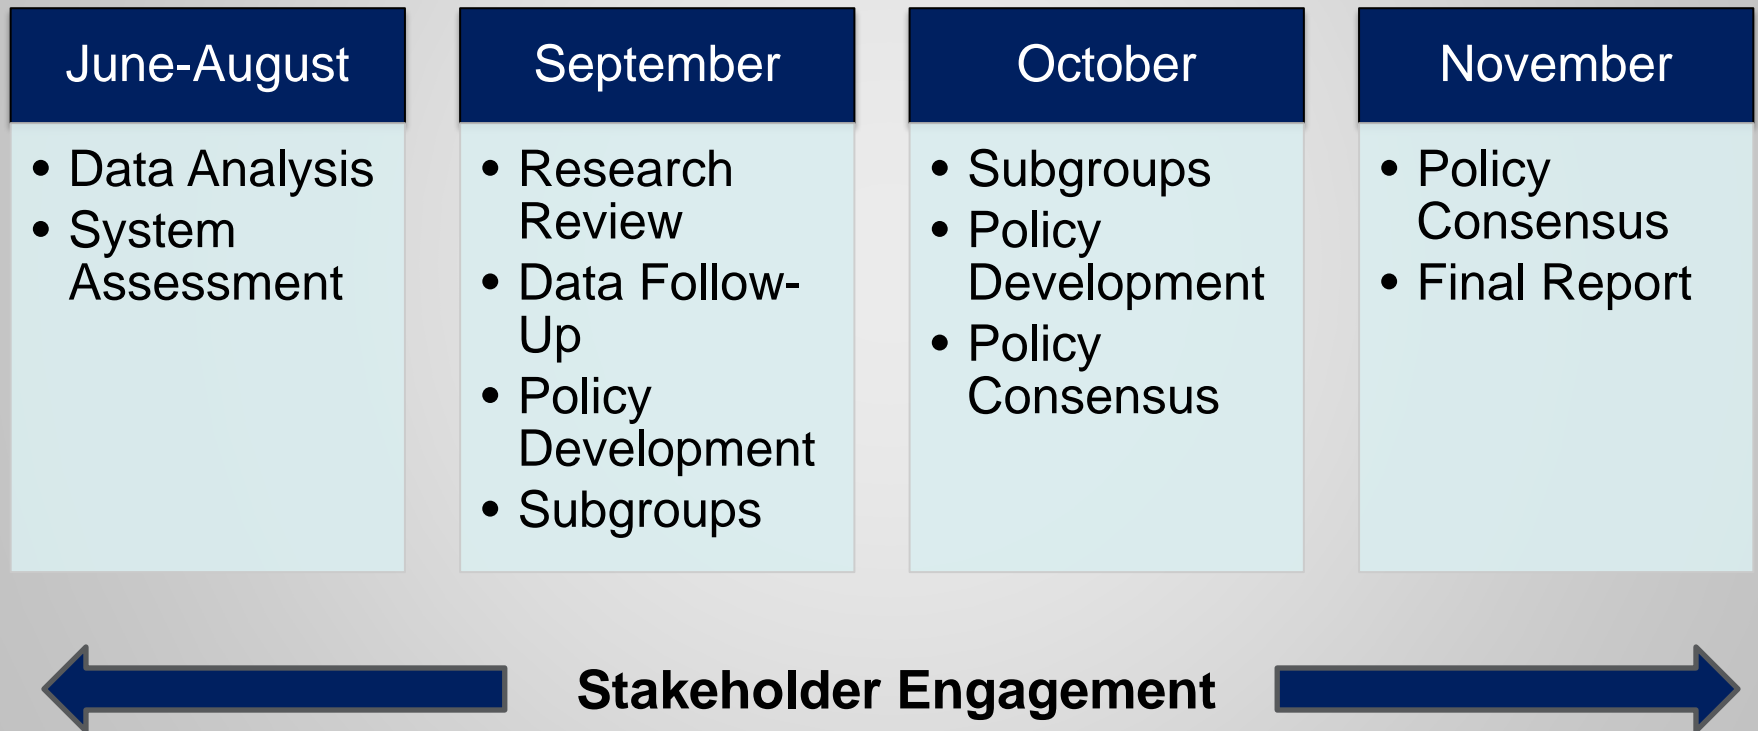 June-August
• Data Analysis
• System
Assessment
September
• Research
Review
• Data Follow-
Up
• Policy
Development
• Subgroups
October
• Subgroups
• Policy
Development
• Policy
Consensus
November
• Policy
Consensus
• Final Report
Stakeholder Engagement